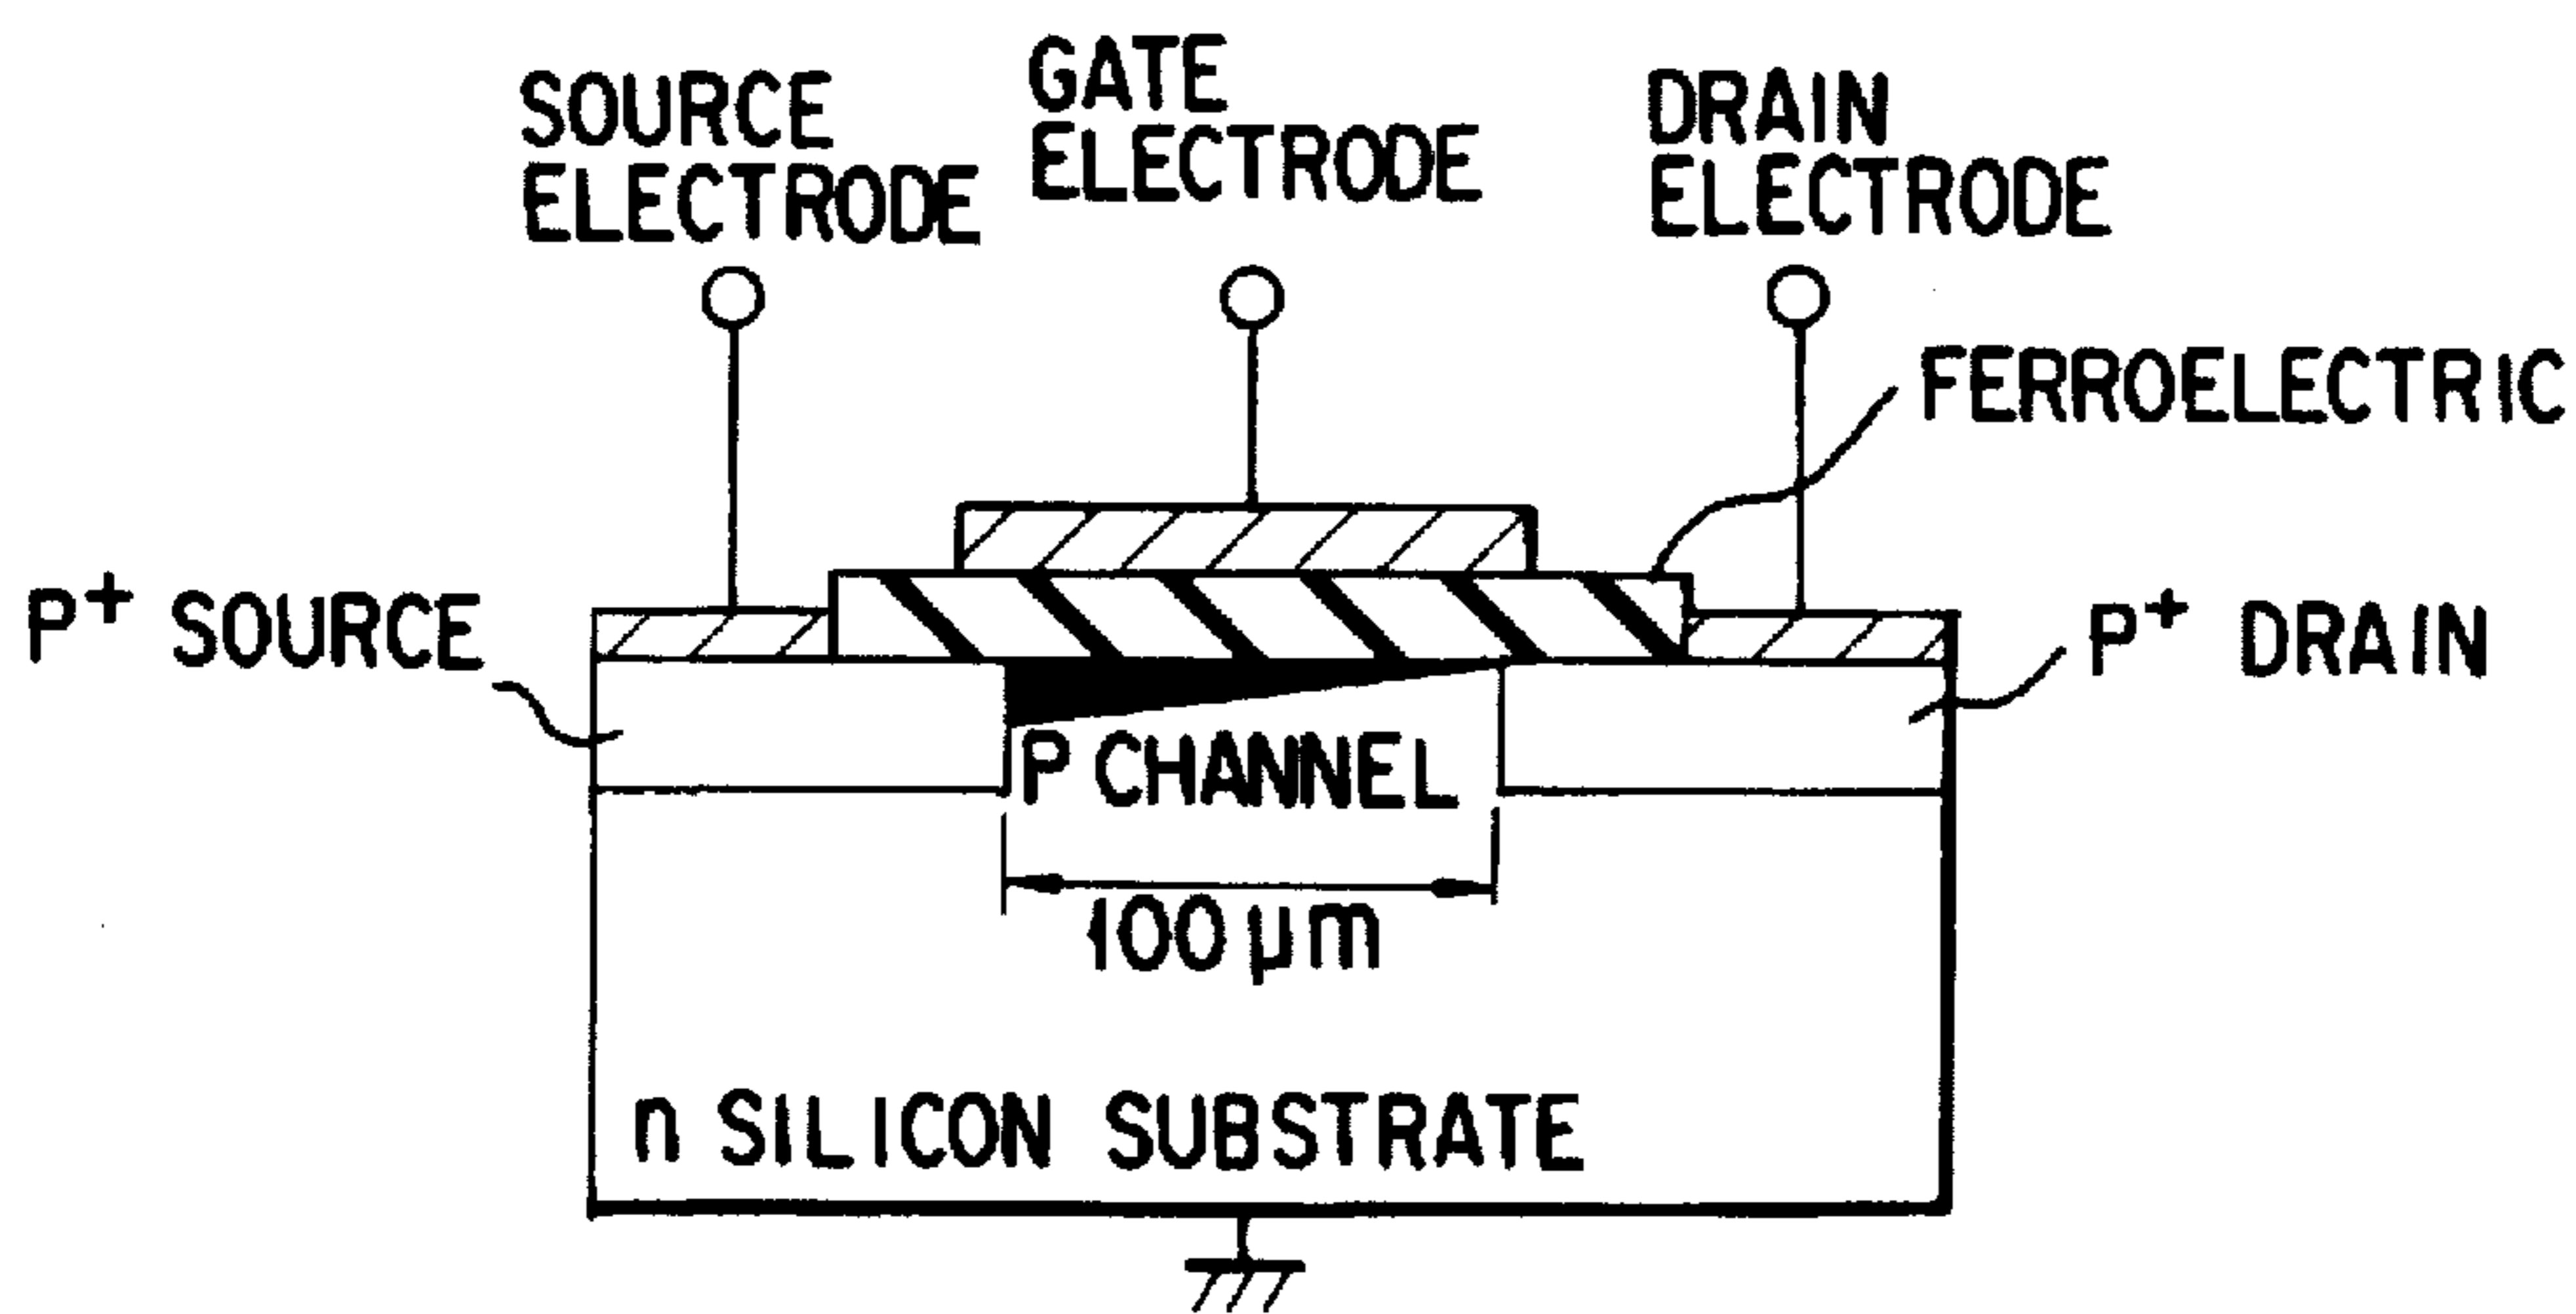 SOURCE
ELECTRODE
GATE
ELECTRODE
DRAIN
ELECTRODE
FERROELECTRIC
P+ SOURCE
P+ DRAIN
P CHANNEL
100 μm
n SILICON SUBSTRATE